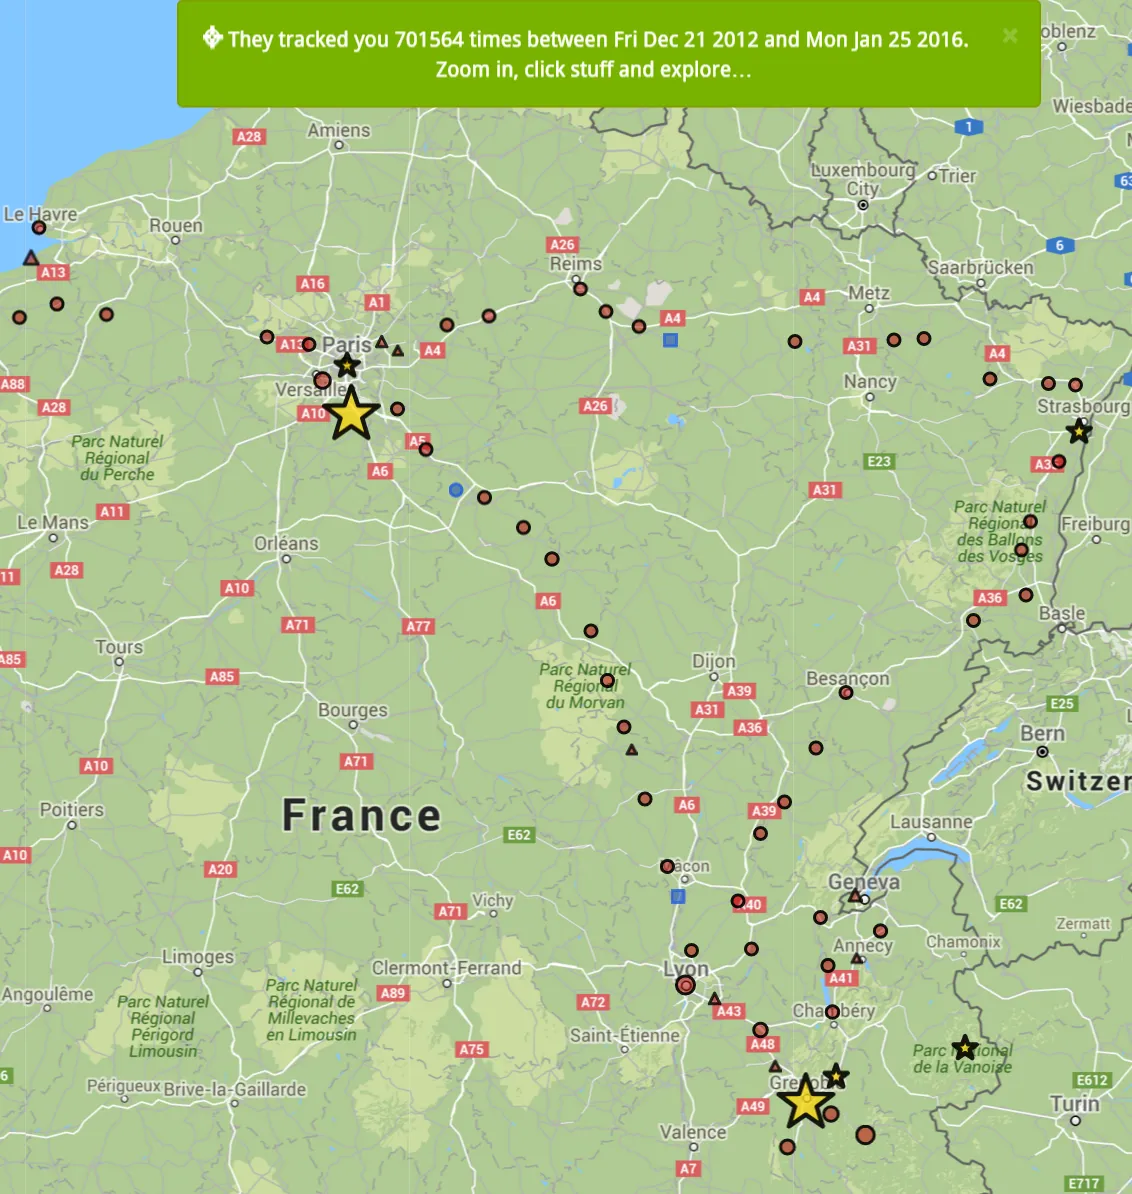 They tracked you 701564 times between Fri Dec 21 2012 and Mon Jan 25 2016.
×
Zoom in, click stuff and explore...
oblenz
Wiesbade
1
A28
Amiens
Luxembourg
City
Trier
63
Le Havre
Rouen
A26
6
A13
Reims
Saarbrücken
A16
A1
A4
Metz
A4
A13
Paris
A4
A31
A4
A88
Versaille
Nancy
A28
A10
A26
Strasbourg
Parc Naturel
Régional
du Perche
A5
A6
E23
A3
A31
A11
Parc Naturel
Régional
des Ballons
des Vosges
Le Mans
Freiburg
Orléans
11
A28
A10
A6
A36
Basle
A71
A77
Tours
A85
Dijon
Parc Naturel
Régional
du Morvan
A85
Besançon
A39
A31
E25
Bourges
A36
Bern
A10
A71
Switzer
Poitiers
France
A6
A39
Lausanne
E62
A10
A20
âcon
Geneva
E62
Vichy
A71
A40
E62
Zermatt
Annecy
Chamonix
Limoges
Clermont-Ferrand
Lyon
A41
Angoulême
Parc Naturel
Régional
Périgord
Limousin
Parc Naturel
Régional de
Millevaches
en Limousin
A89
A72
A43
Chambéry
Saint-Étienne
A48
A75
Parc National
de la Vanoise
6
Périgueux
Brive-la-Gaillarde
Grenobl
E612
A49
Turin
Valence
A7
E717